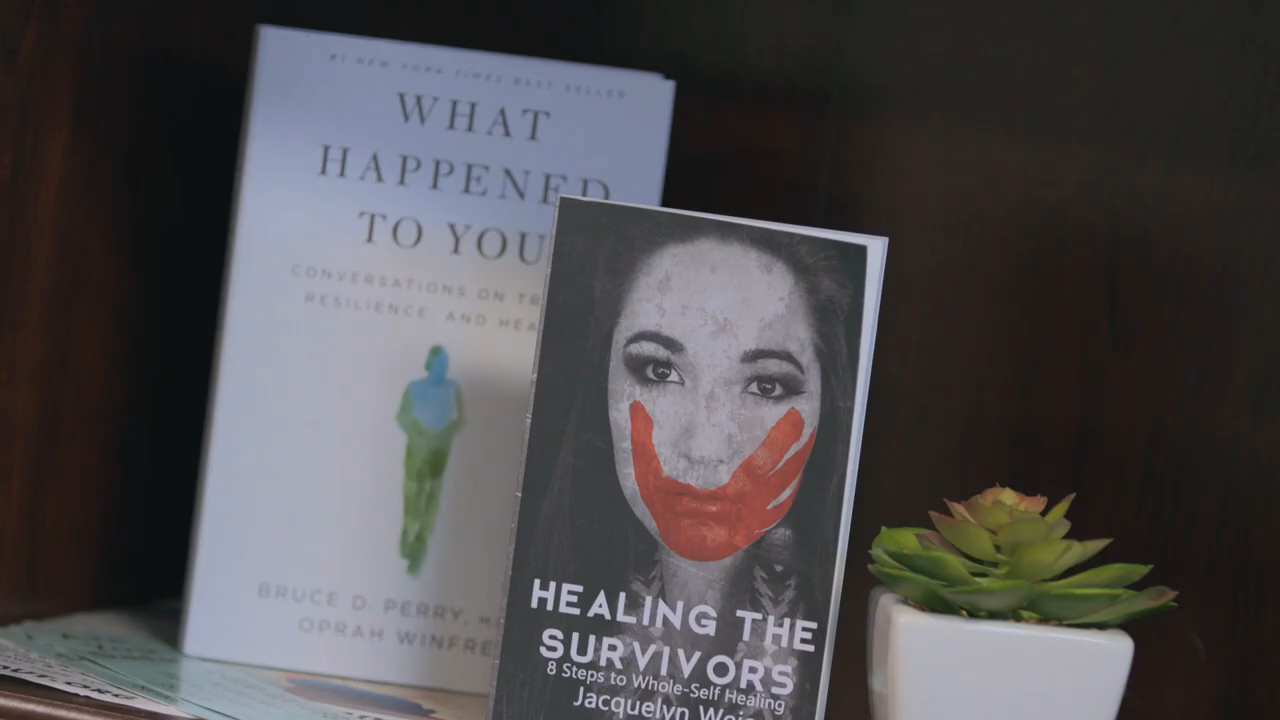 #1 NEW YORK TIMES BEST SELLER
WHAT
HAPPENED
TO YOU
CONVERSATIONS ON TR
RESILIENCE, AND HEA
BRUCE D. PERRY, M.
OPRAH WINFRE
HEALING THE
SURVIVORS
8 Steps to Whole-Self Healing
Jacquelyn